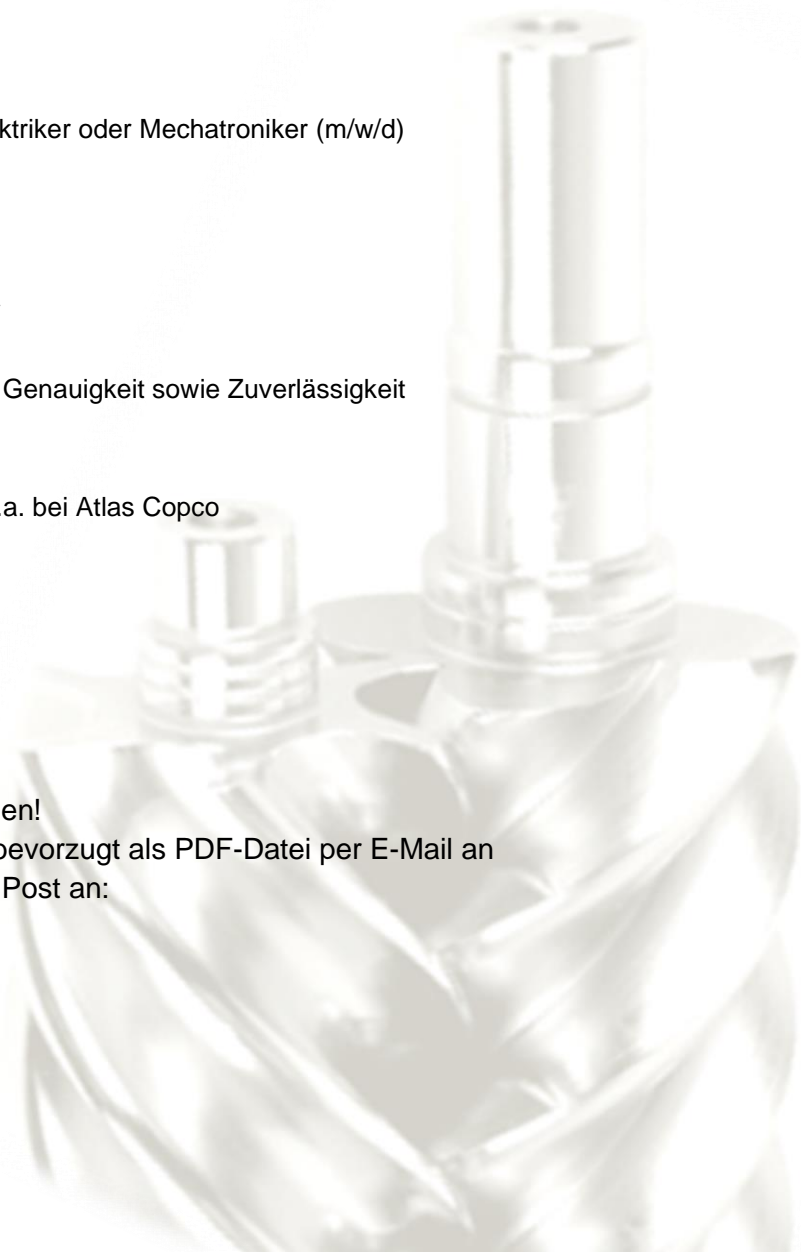 ktriker oder Mechatroniker (m/w/d)
Genauigkeit sowie Zuverlässigkeit
.a. bei Atlas Copco
en!
bevorzugt als PDF-Datei per E-Mail an
Post an: